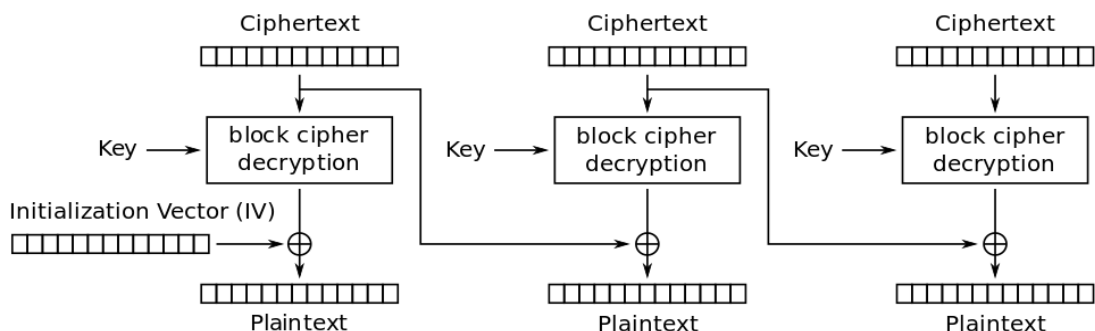 Ciphertext
Ciphertext
Ciphertext
Key
block cipher
decryption
Key
block cipher
decryption
Key
block cipher
decryption
Initialization Vector (IV)
Plaintext
Plaintext
Plaintext